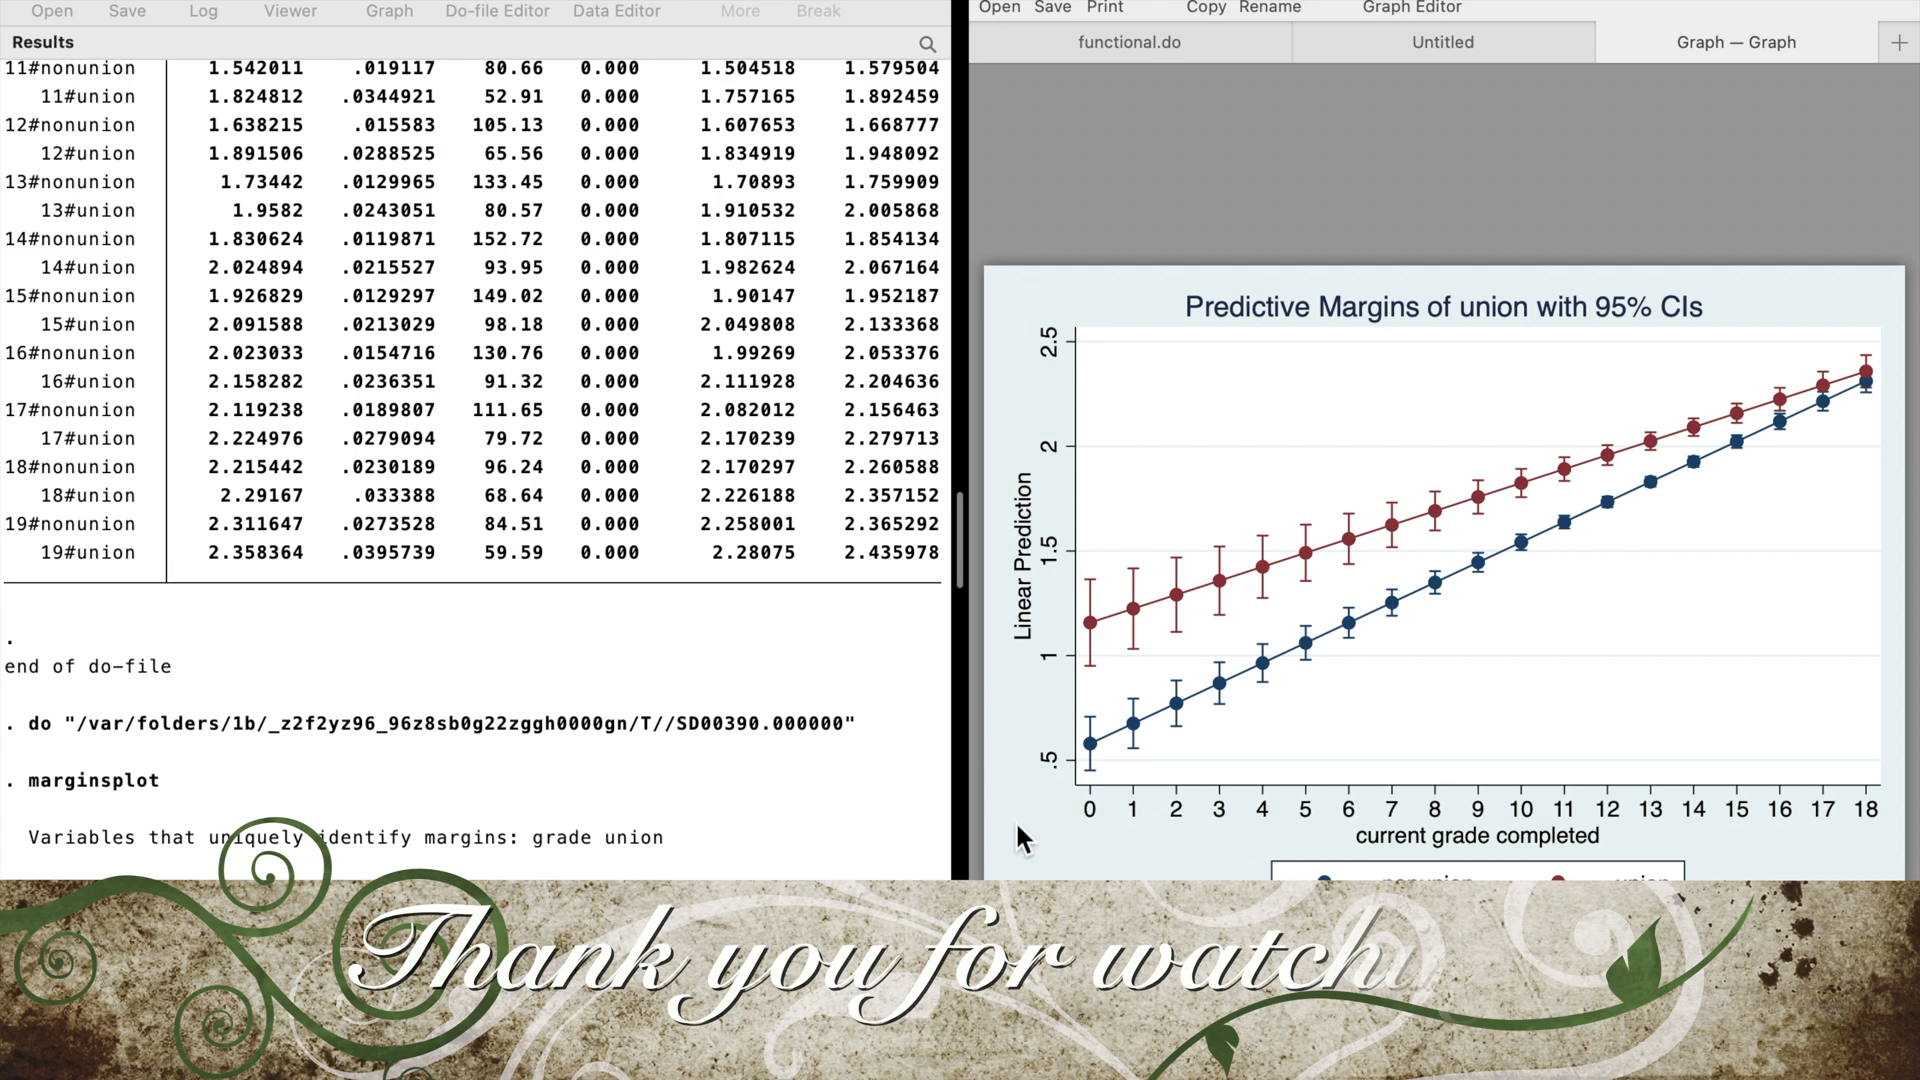 Open Save Log Viewer Graph Do-file Editor Data Editor More Break
Results
11#nonunion 1.542011 .019117 80.66 0.000 1.504518 1.579504
11#union 1.824812 .0344921 52.91 0.000 1.757165 1.892459
12#nonunion 1.638215 .015583 105.13 0.000 1.607653 1.668777
12#union 1.891506 .0288525 65.56 0.000 1.834919 1.948092
13#nonunion 1.73442 .0129965 133.45 0.000 1.70893 1.759909
13#union 1.9582 .0243051 80.57 0.000 1.910532 2.005868
14#nonunion 1.830624 .0119871 152.72 0.000 1.807115 1.854134
14#union 2.024894 .0215527 93.95 0.000 1.982624 2.067164
15#nonunion 1.926829 .0129297 149.02 0.000 1.90147 1.952187
15#union 2.091588 .0213029 98.18 0.000 2.049808 2.133368
16#nonunion 2.023033 .0154716 130.76 0.000 1.99269 2.053376
16#union 2.158282 .0236351 91.32 0.000 2.111928 2.204636
17#nonunion 2.119238 .0189807 111.65 0.000 2.082012 2.156463
17#union 2.224976 .0279094 79.72 0.000 2.170239 2.279713
18#nonunion 2.215442 .0230189 96.24 0.000 2.170297 2.260588
18#union 2.29167 .033388 68.64 0.000 2.226188 2.357152
19#nonunion 2.311647 .0273528 84.51 0.000 2.258001 2.365292
19#union 2.358364 .0395739 59.59 0.000 2.28075 2.435978
.
end of do-file
. do "/var/folders/1b/_z2f2yz96_96z8sb0g22zggh0000gn/T//SD00390.000000"
. marginsplot
Variables that uniquely identify margins: grade union
Open Save Print Copy Rename Graph Editor
functional.do Untitled Graph — Graph
Predictive Margins of union with 95% CIs
2.5
2
1.5
1
.5
Linear Prediction
0 1 2 3 4 5 6 7 8 9 10 11 12 13 14 15 16 17 18
current grade completed
nonunion union
Thank you for watchi